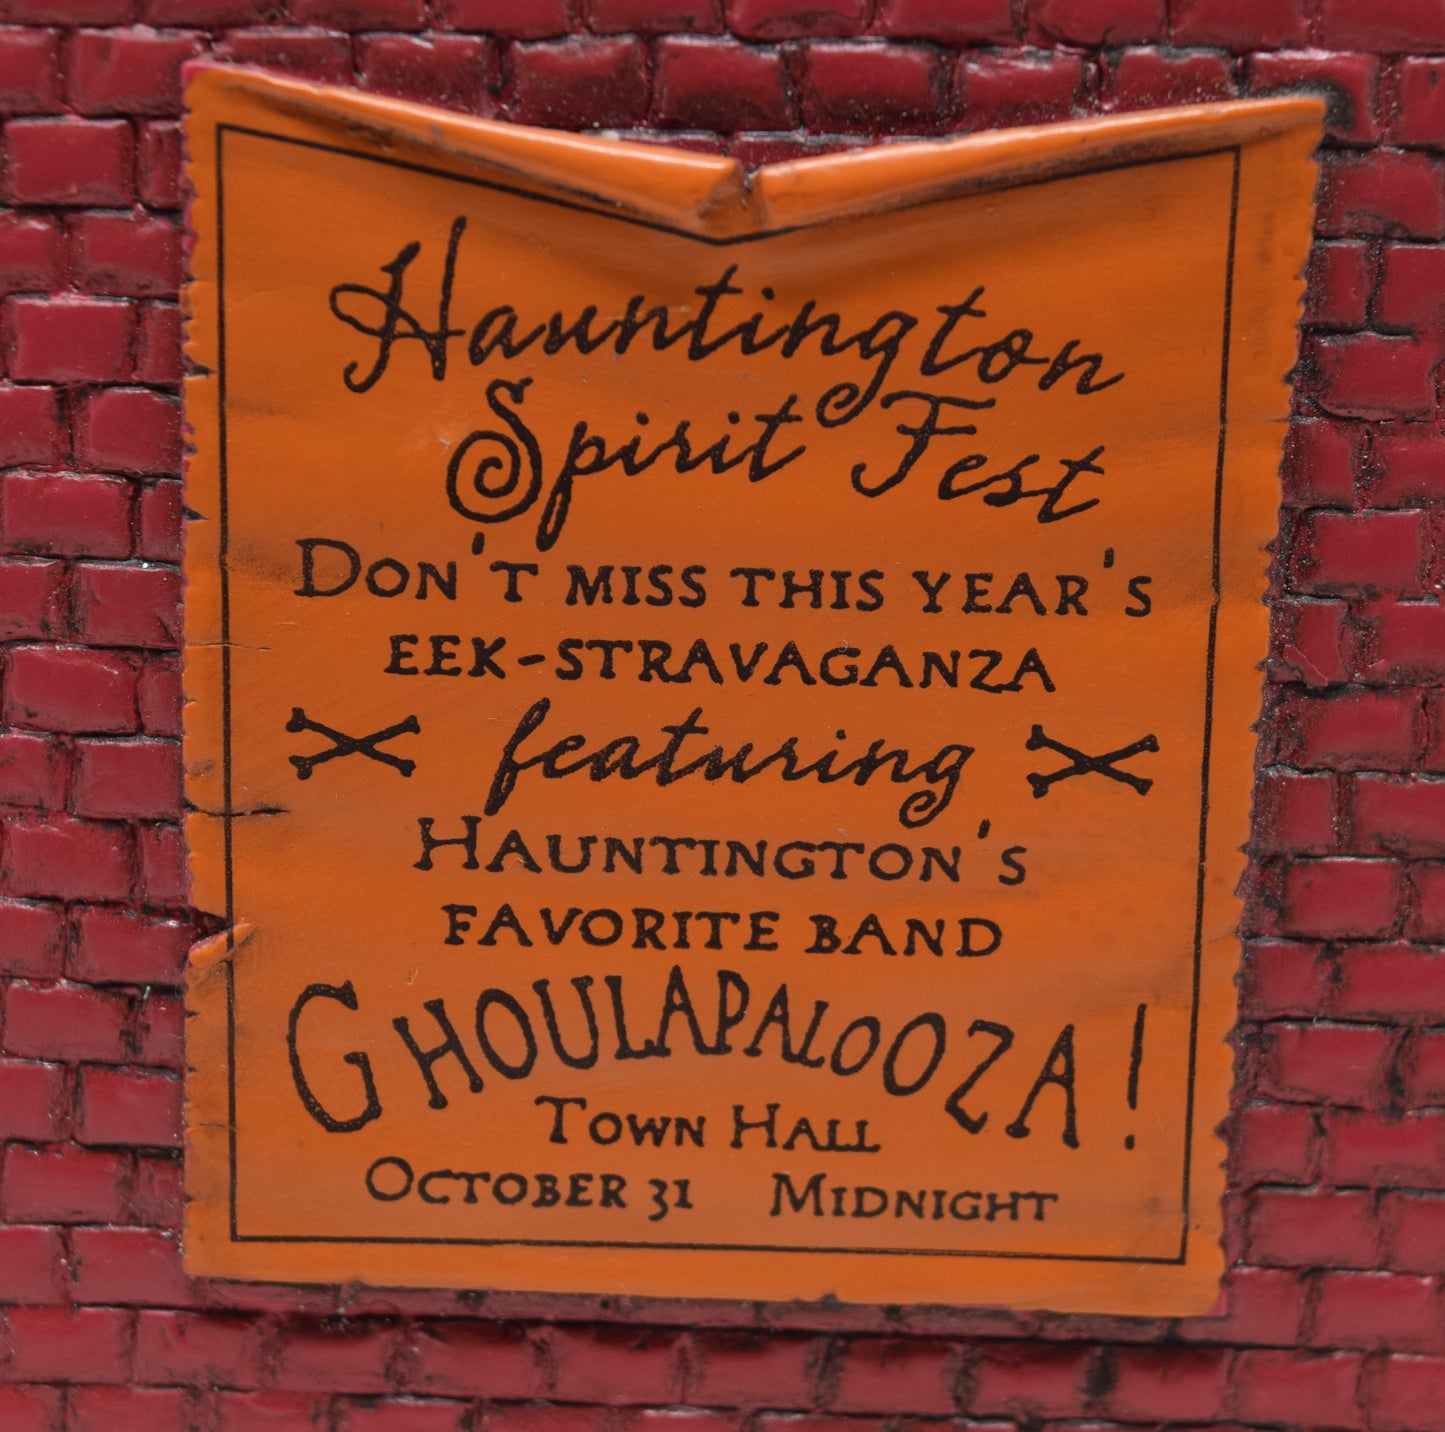 Hauntington
Spirit Fest
DON'T MISS THIS YEAR'S
EEK-STRAVAGANZA
featuring
HAUNTINGTON'S
FAVORITE BAND
GHOULAPALOOZA!
TOWN HALL
OCTOBER 31 MIDNIGHT